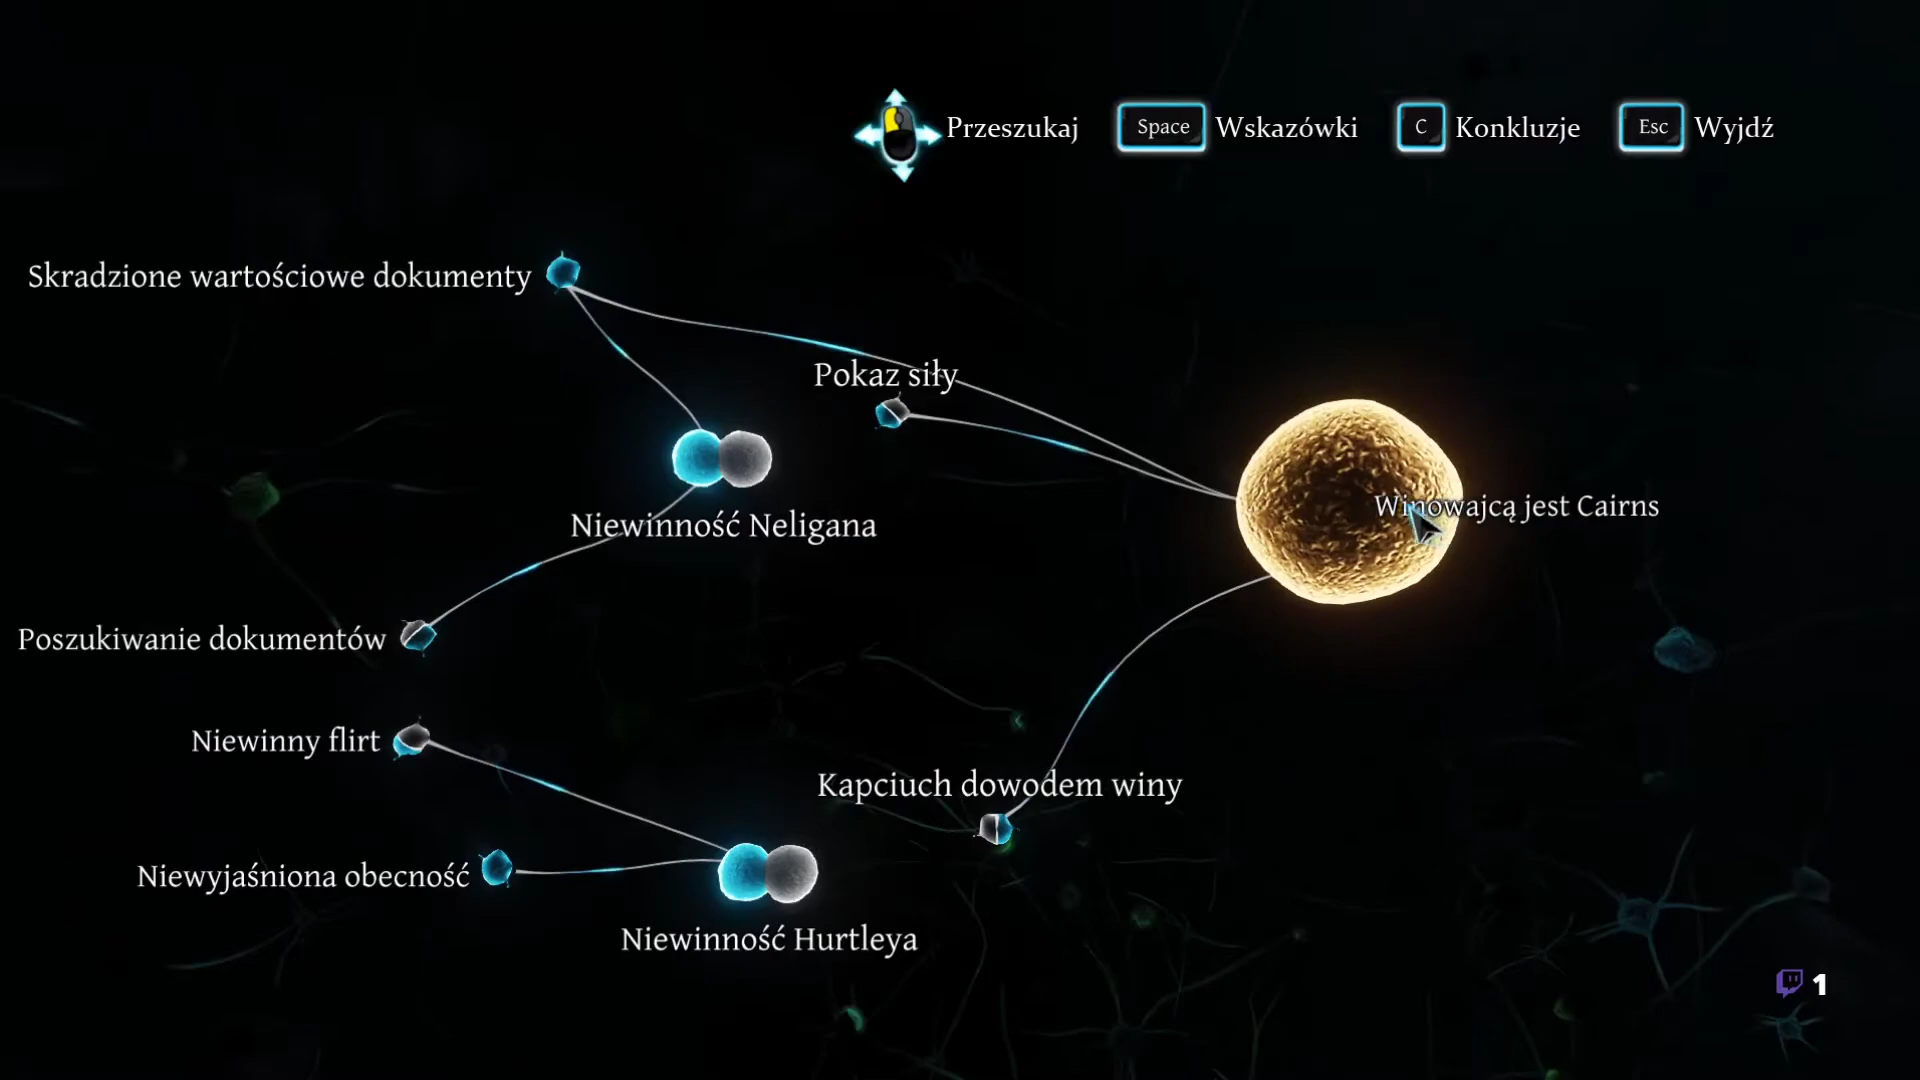 Przeszukaj
Space Wskazówki
C Konkluzje
Esc Wyjdź
Skradzione wartościowe dokumenty
Pokaz siły
Winowajcą jest Cairns
Niewinność Neligana
Poszukiwanie dokumentów
Niewinny flirt
Kapciuch dowodem winy
Niewyjaśniona obecność
Niewinność Hurtleya
1